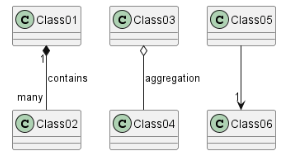 C Class01
C Class03
C Class05
1
contains
aggregation
many
1
C Class02
C Class04
C Class06